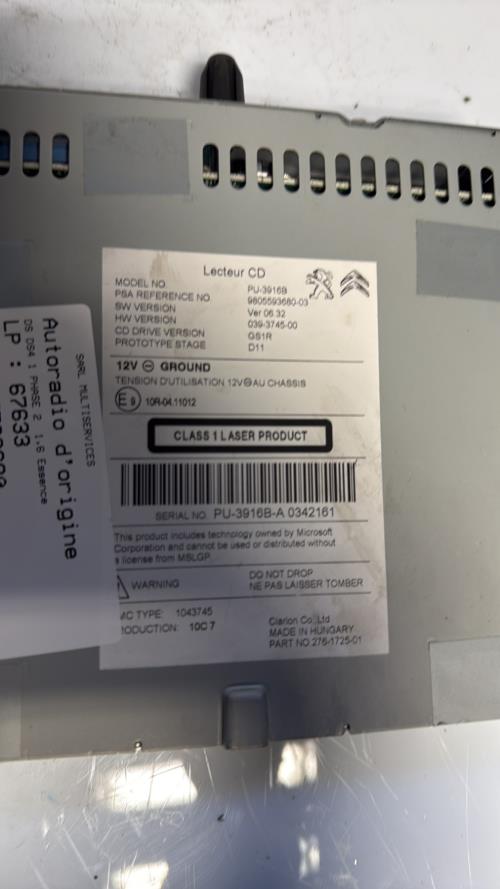 Lecteur CD
MODEL NO. PU-3916B
PSA REFERENCE NO. 9805593680-03
SW VERSION Ver 06.32
HW VERSION 039-3745-00
CD DRIVE VERSION GS1R
PROTOTYPE STAGE D11
12V ⊖ GROUND
TENSION D'UTILISATION 12V⊖AU CHASSIS
E9 10R-04.11012
CLASS 1 LASER PRODUCT
SERIAL NO. PU-3916B-A 0342161
This product includes technology owned by Microsoft
Corporation and cannot be used or distributed without
a license from MSLGP.
WARNING DO NOT DROP
NE PAS LAISSER TOMBER
MC TYPE: 1043745
RODUCTION: 10C7
Clarion Co.,Ltd
MADE IN HUNGARY
PART NO 276-1725-01
SARL MULTISERVICES
Autoradio d'origine
DS DS4 1 PHASE 2 1.6 Essence
LP : 67633